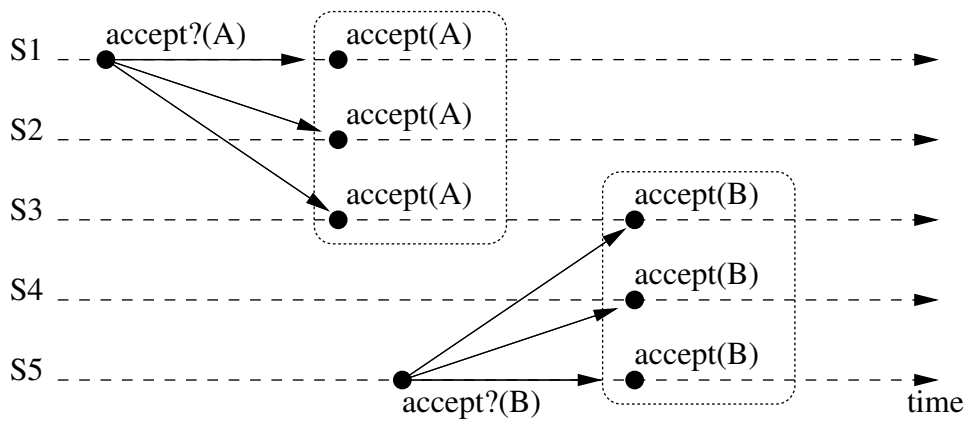 accept?(A)
accept(A)
S1
accept(A)
S2
accept(A)
accept(B)
S3
accept(B)
S4
accept(B)
S5
accept?(B)
time